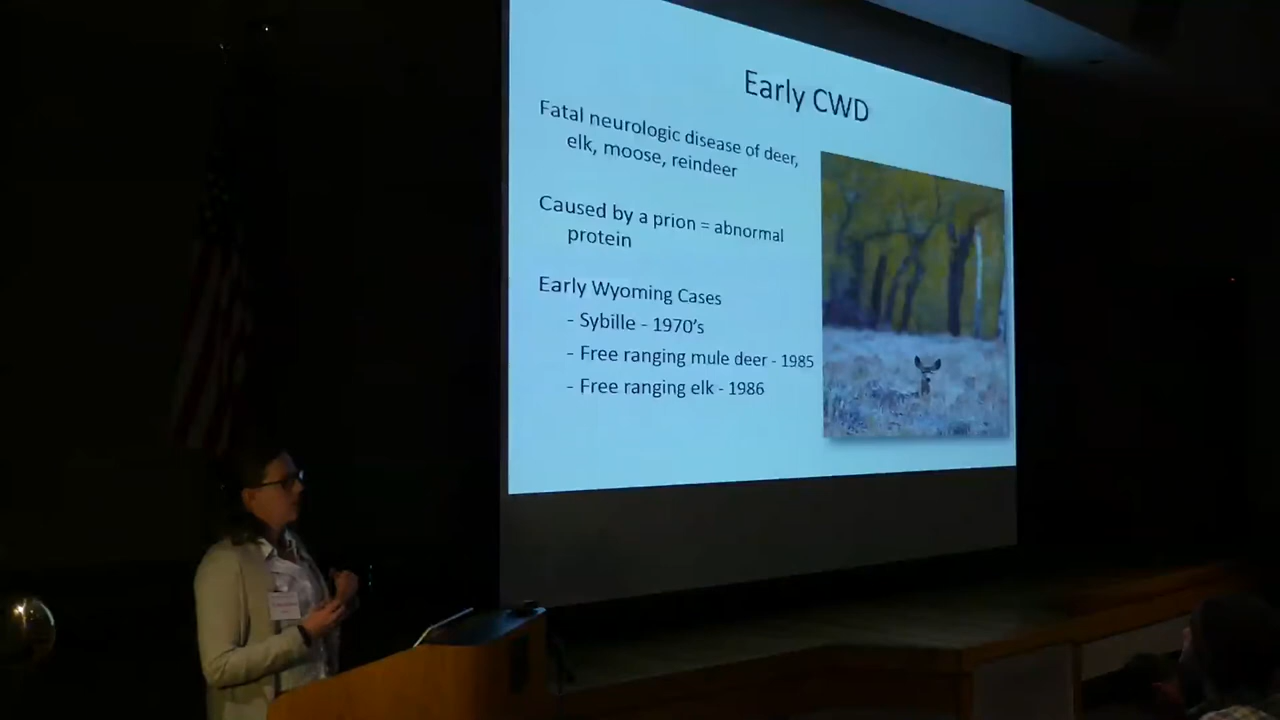 Early CWD
Fatal neurologic disease of deer,
elk, moose, reindeer
Caused by a prion = abnormal
protein
Early Wyoming Cases
- Sybille - 1970's
- Free ranging mule deer - 1985
- Free ranging elk - 1986